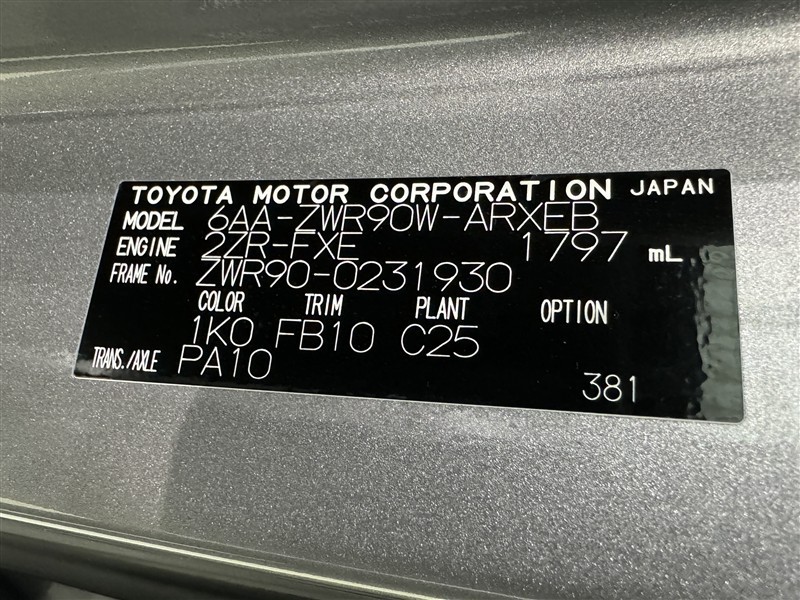 TOYOTA MOTOR CORPORATION JAPAN
MODEL 6AA-ZWR90W-ARXEB
ENGINE 2ZR-FXE 1797 mL
FRAME No. ZWR90-0231930
COLOR TRIM PLANT OPTION
1K0 FB10 C25
TRANS./AXLE PA10
381